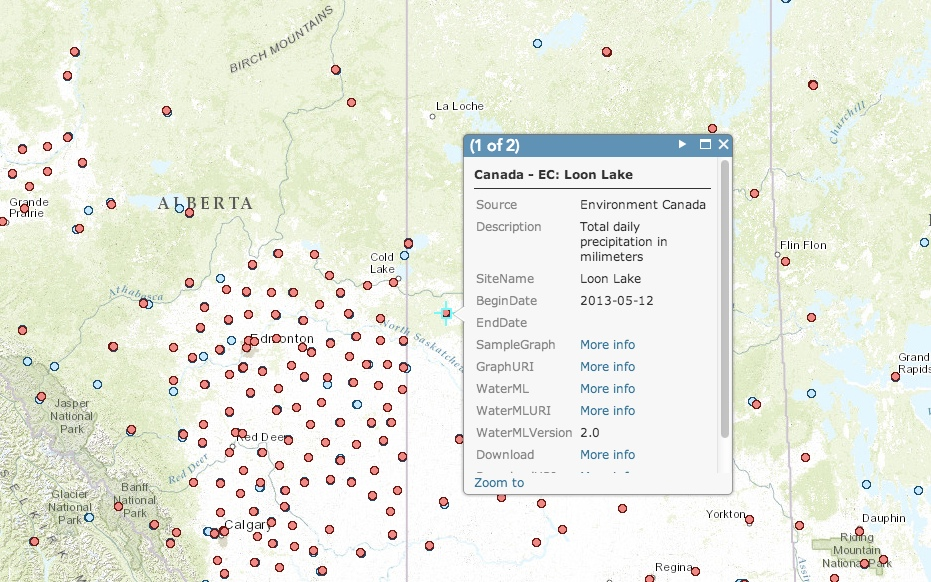 BIRCH MOUNTAINS
La Loche
Churchill
(1 of 2)
Canada - EC: Loon Lake
Source Environment Canada
Description Total daily
precipitation in
milimeters
SiteName Loon Lake
BeginDate 2013-05-12
EndDate
SampleGraph More info
GraphURI More info
WaterML More info
WaterMLURI More info
WaterMLVersion 2.0
Download More info
Zoom to
Grande
Prairie
ALBERTA
Flin Flon
Cold
Lake
Athabasca
North Saskatchewan
Edmonton
Grand
Rapids
Jasper
National
Park
Red Deer
Red Deer
Glacier
National
Park
Banff
National
Park
Calgary
Yorkton
Dauphin
Riding
Mountain
National Park
Regina